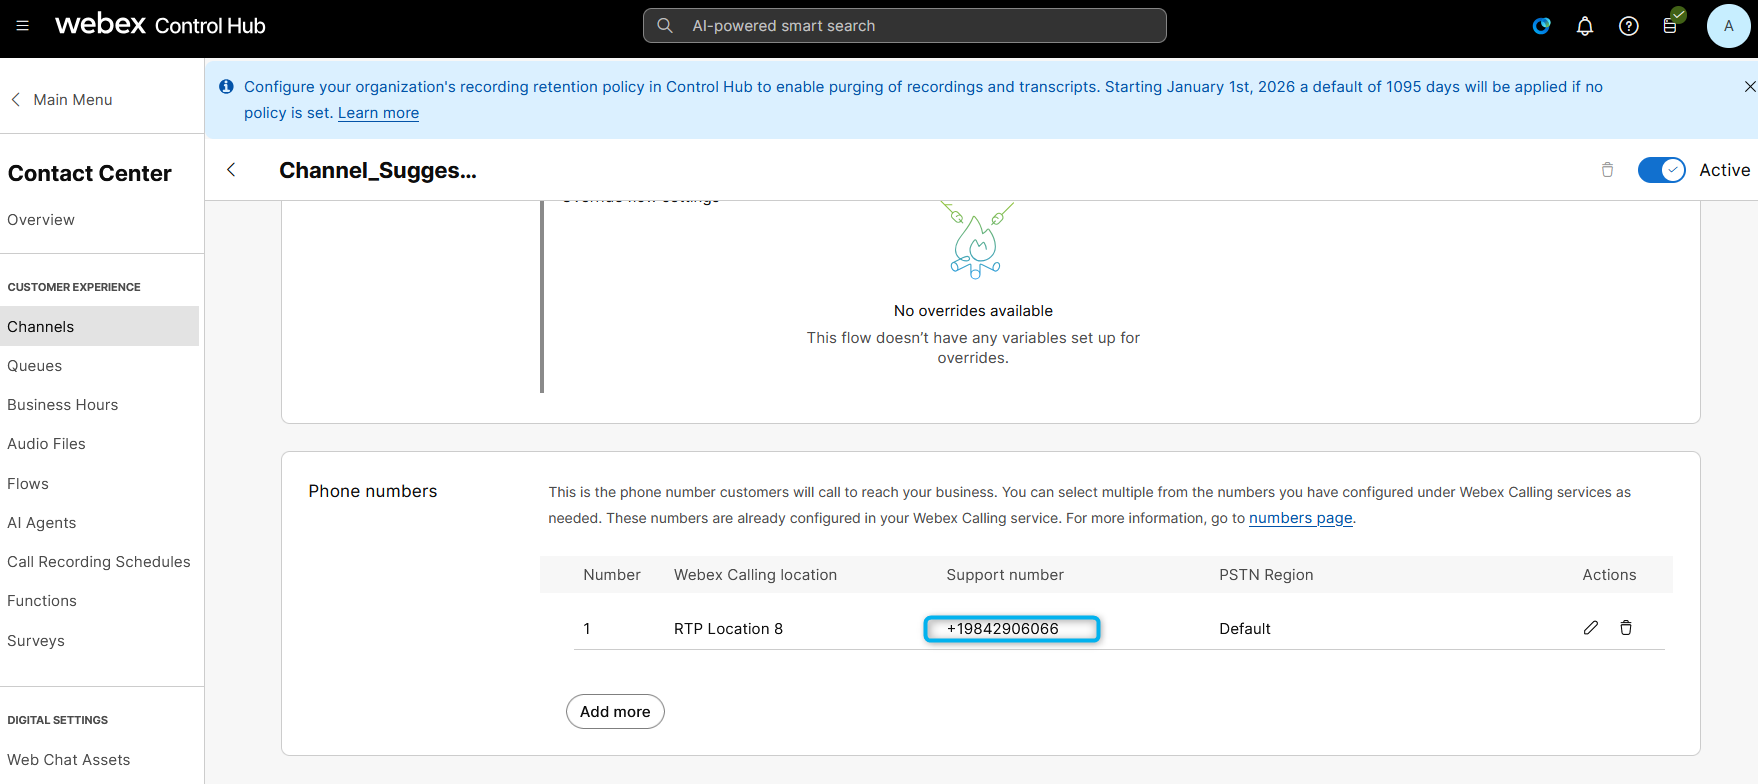 webex Control Hub
AI-powered smart search
A
Main Menu
Contact Center
Overview
CUSTOMER EXPERIENCE
Channels
Queues
Business Hours
Audio Files
Flows
AI Agents
Call Recording Schedules
Functions
Surveys
DIGITAL SETTINGS
Web Chat Assets
Configure your organization's recording retention policy in Control Hub to enable purging of recordings and transcripts. Starting January 1st, 2026 a default of 1095 days will be applied if no
policy is set. Learn more
Channel_Sugges...
Active
Override flow settings
No overrides available
This flow doesn't have any variables set up for
overrides.
Phone numbers
This is the phone number customers will call to reach your business. You can select multiple from the numbers you have configured under Webex Calling services as
needed. These numbers are already configured in your Webex Calling service. For more information, go to numbers page.
Number Webex Calling location Support number PSTN Region Actions
1 RTP Location 8 +19842906066 Default
Add more